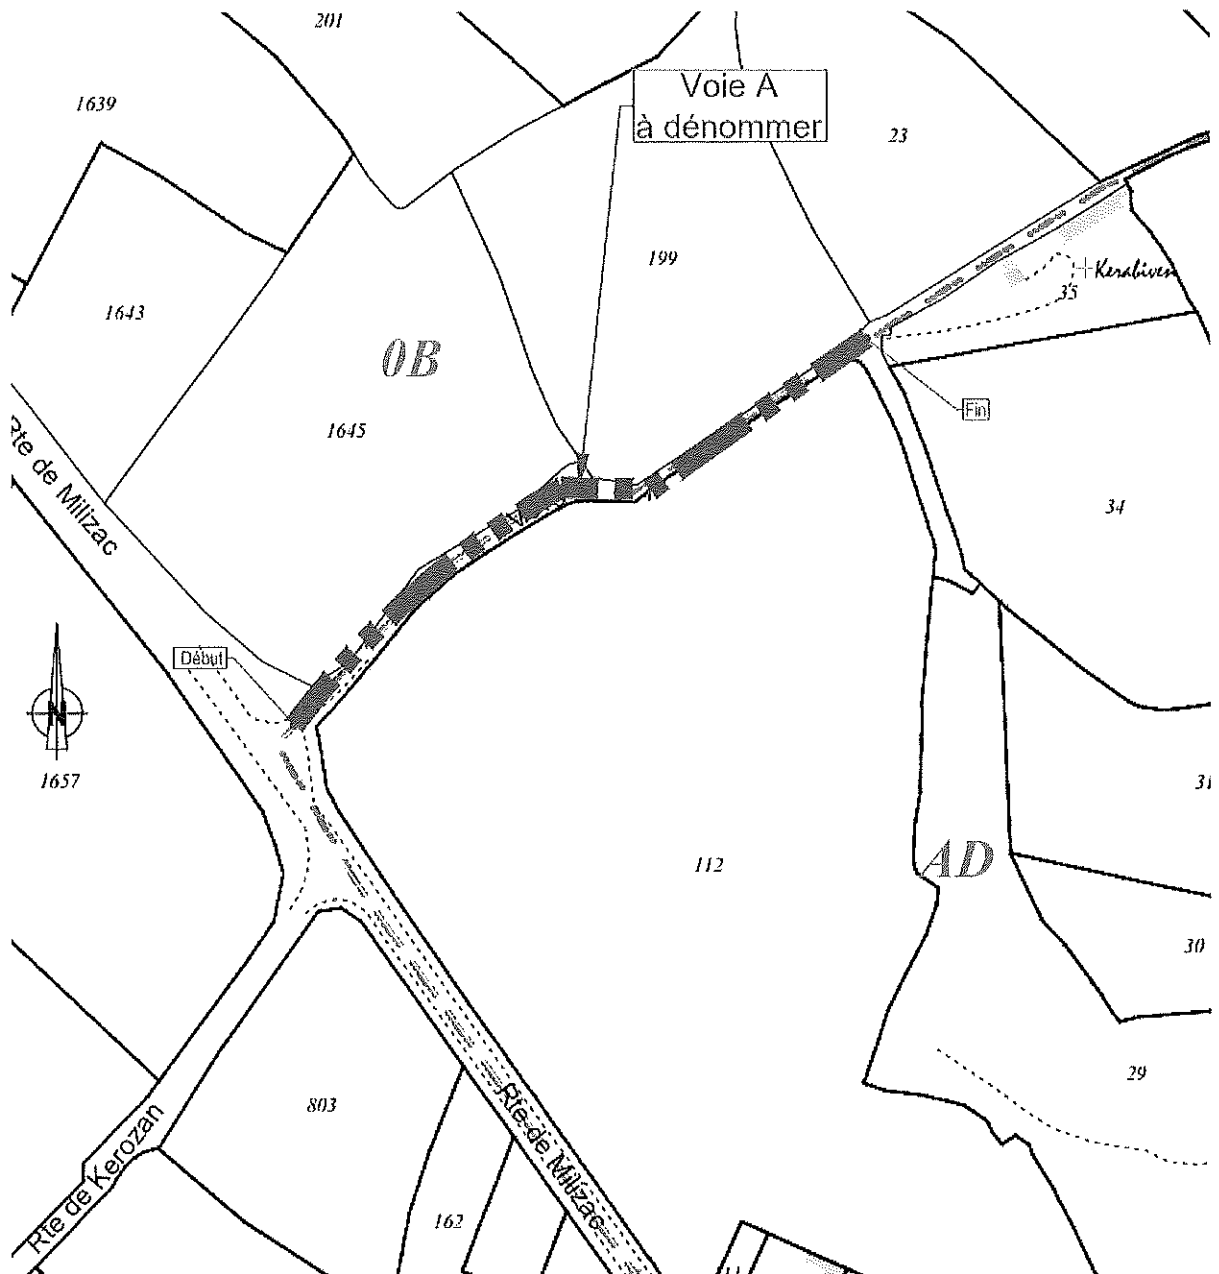 201
Voie A
à dénommer
1639
23
199
Kerabiven
35
1643
0B
Fin
1645
Rte de Milizac
34
Début
N
1657
31
112
AD
30
29
803
Rte de Milizac
Rte de Kerozan
162